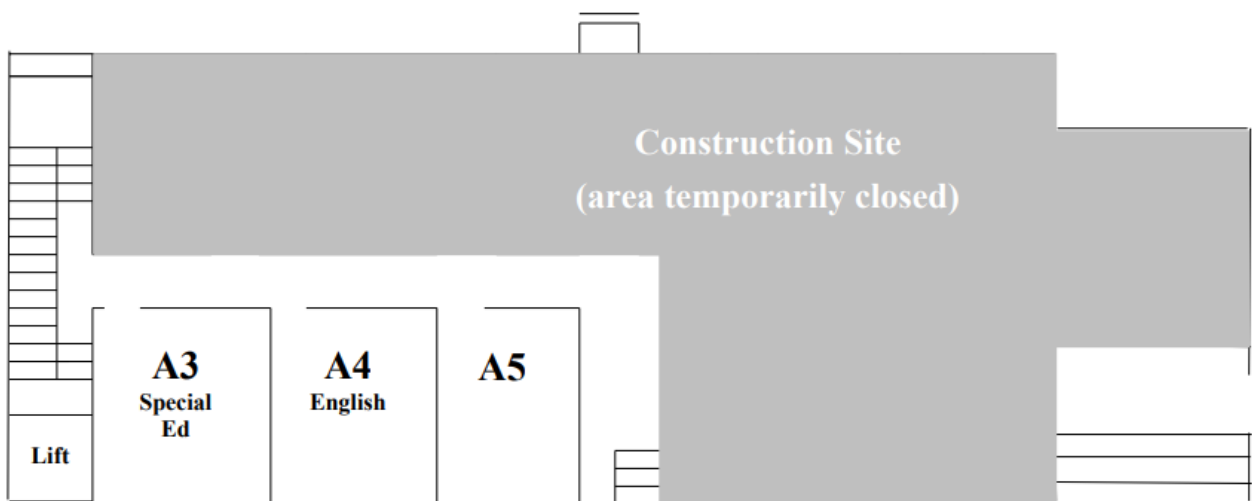 Construction Site
(area temporarily closed)
A3
Special
Ed
A4
English
A5
Lift